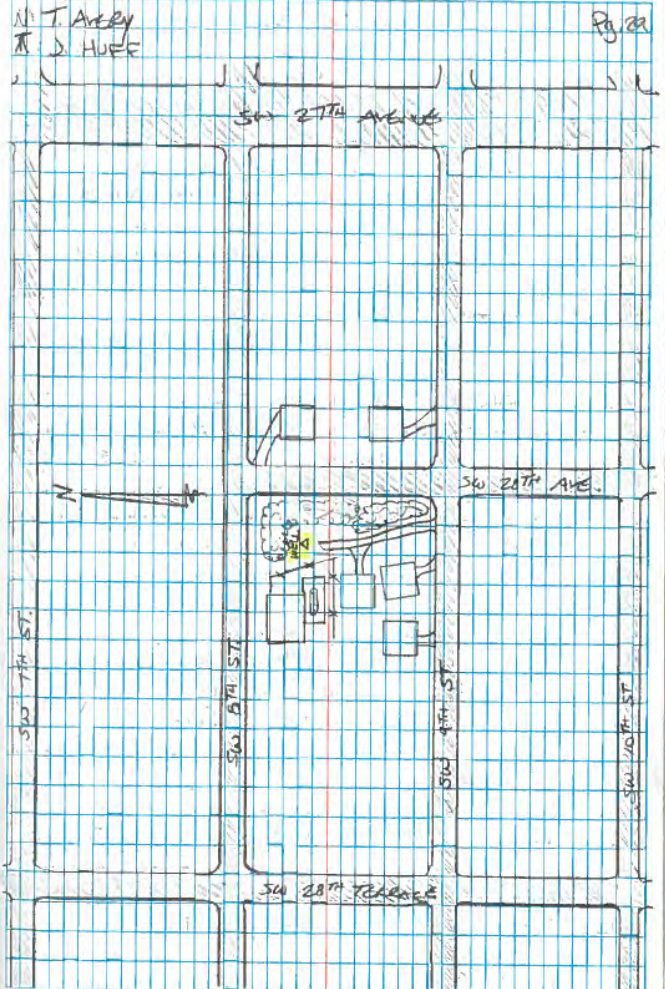 T. AVERY
Pg. 29
D. HUFF
SW 27TH AVENUE
SW 28TH AVE.
N
WELL
SW 7TH ST.
SW 8TH ST.
SW 9TH ST
SW 10TH ST
SW 28TH TERRACE